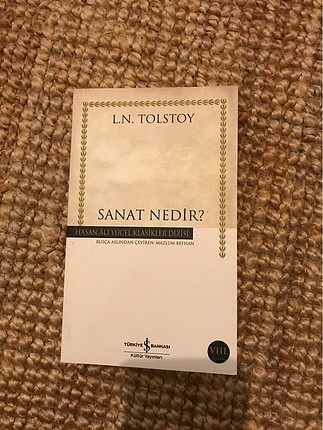 L.N. TOLSTOY
SANAT NEDİR?
HASAN ÂLİ YÜCEL KLASİKLER DİZİSİ
RUSÇA ASLINDAN ÇEVİREN: MAZLUM BEYHAN
TÜRKİYE İŞ BANKASI
Kültür Yayınları
VIII.